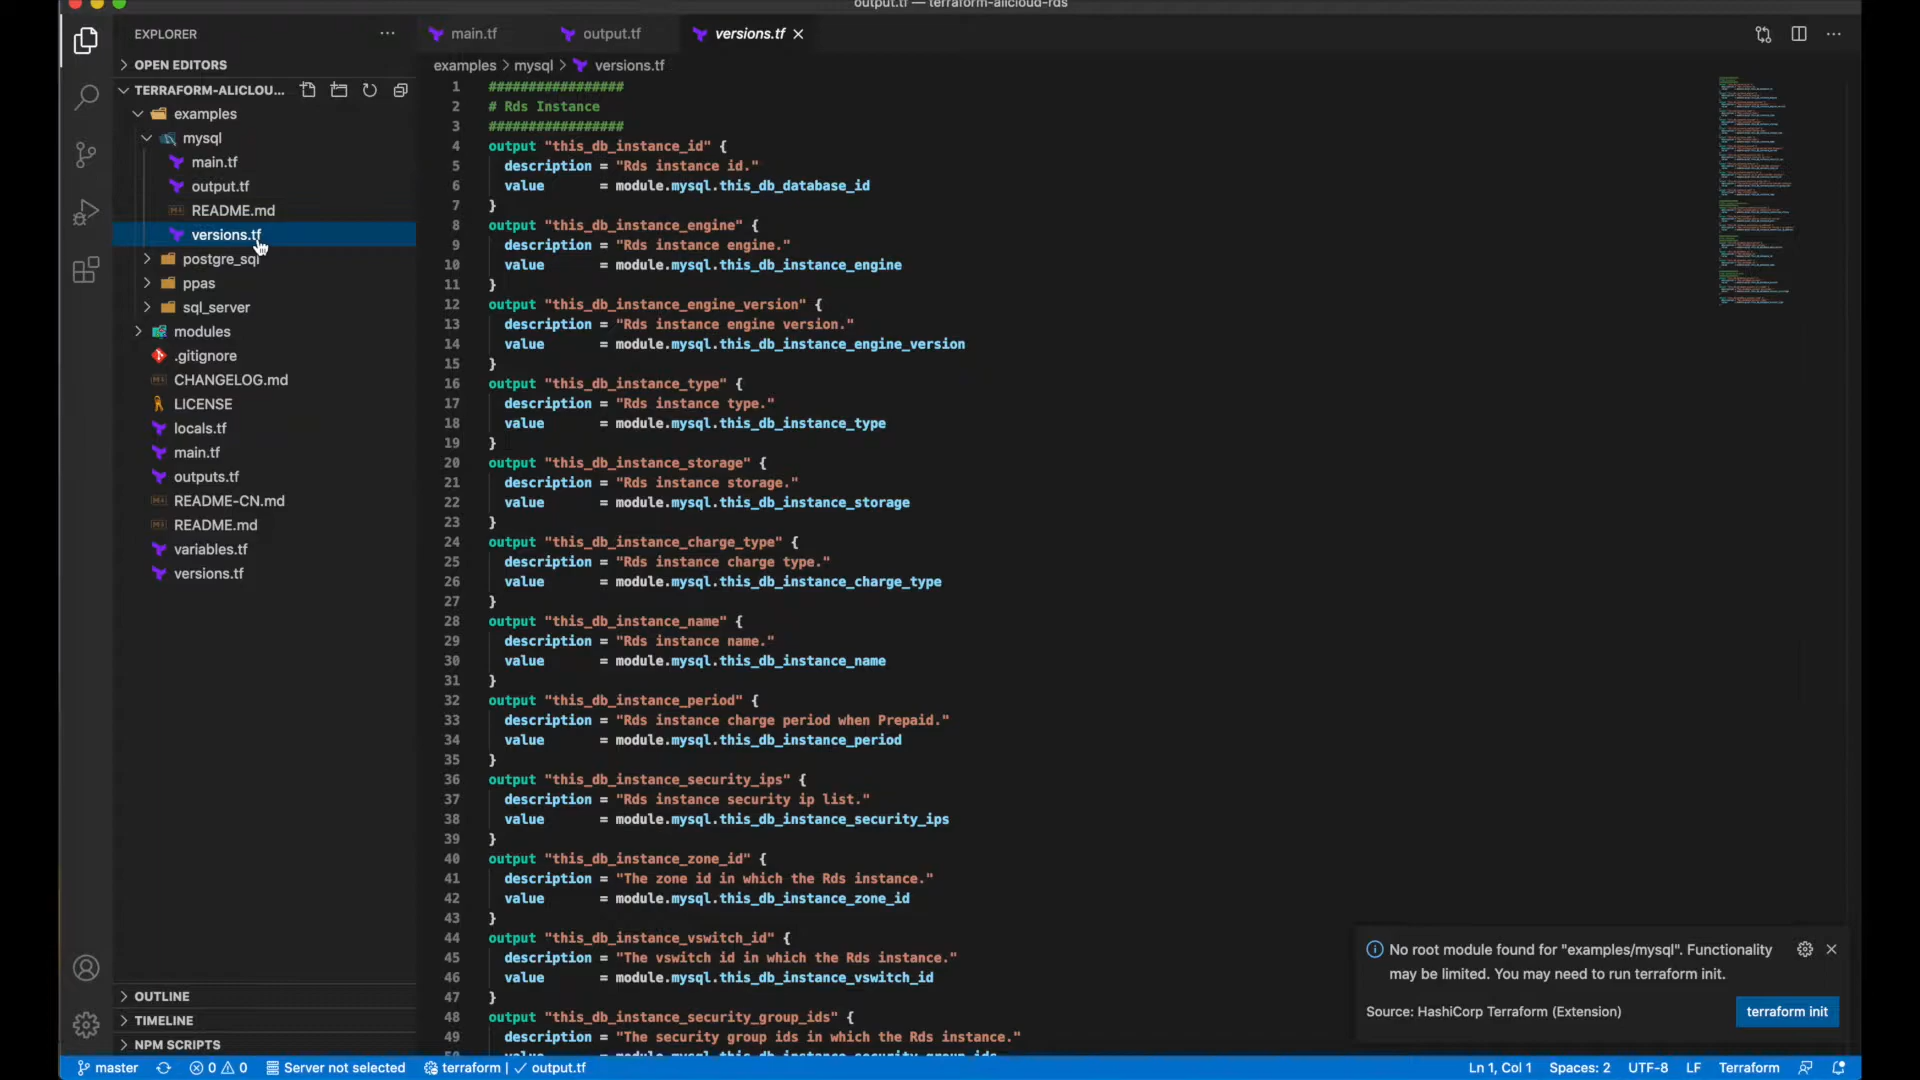 output.tf — terraform-alicloud-rds
EXPLORER
main.tf
output.tf
versions.tf
OPEN EDITORS
examples > mysql > versions.tf
TERRAFORM-ALICLOU...
examples
mysql
main.tf
output.tf
README.md
versions.tf
postgre_sql
ppas
sql_server
modules
.gitignore
CHANGELOG.md
LICENSE
locals.tf
main.tf
outputs.tf
README-CN.md
README.md
variables.tf
versions.tf
OUTLINE
TIMELINE
NPM SCRIPTS
1 #################
2 # Rds Instance
3 #################
4 output "this_db_instance_id" {
5 description = "Rds instance id."
6 value = module.mysql.this_db_database_id
7 }
8 output "this_db_instance_engine" {
9 description = "Rds instance engine."
10 value = module.mysql.this_db_instance_engine
11 }
12 output "this_db_instance_engine_version" {
13 description = "Rds instance engine version."
14 value = module.mysql.this_db_instance_engine_version
15 }
16 output "this_db_instance_type" {
17 description = "Rds instance type."
18 value = module.mysql.this_db_instance_type
19 }
20 output "this_db_instance_storage" {
21 description = "Rds instance storage."
22 value = module.mysql.this_db_instance_storage
23 }
24 output "this_db_instance_charge_type" {
25 description = "Rds instance charge type."
26 value = module.mysql.this_db_instance_charge_type
27 }
28 output "this_db_instance_name" {
29 description = "Rds instance name."
30 value = module.mysql.this_db_instance_name
31 }
32 output "this_db_instance_period" {
33 description = "Rds instance charge period when Prepaid."
34 value = module.mysql.this_db_instance_period
35 }
36 output "this_db_instance_security_ips" {
37 description = "Rds instance security ip list."
38 value = module.mysql.this_db_instance_security_ips
39 }
40 output "this_db_instance_zone_id" {
41 description = "The zone id in which the Rds instance."
42 value = module.mysql.this_db_instance_zone_id
43 }
44 output "this_db_instance_vswitch_id" {
45 description = "The vswitch id in which the Rds instance."
46 value = module.mysql.this_db_instance_vswitch_id
47 }
48 output "this_db_instance_security_group_ids" {
49 description = "The security group ids in which the Rds instance."
50 value = module.mysql.this_db_instance_security_group_ids
No root module found for "examples/mysql". Functionality
may be limited. You may need to run terraform init.
Source: HashiCorp Terraform (Extension)
terraform init
master 0 0 Server not selected terraform | ✓ output.tf Ln 1, Col 1 Spaces: 2 UTF-8 LF Terraform